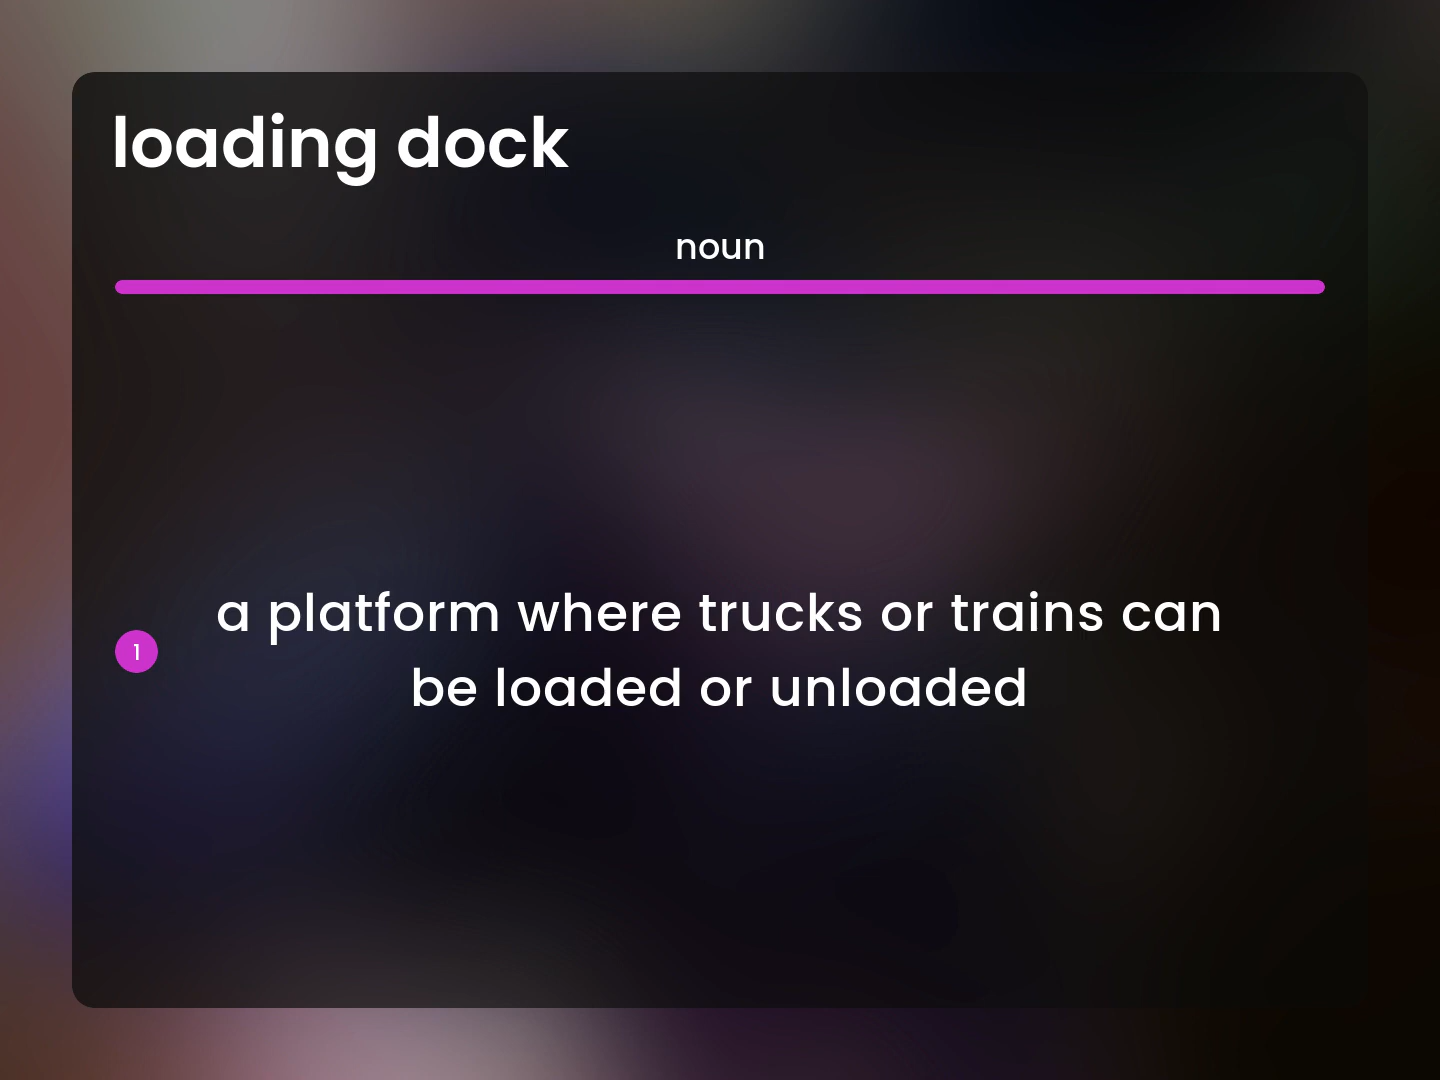 loading dock
noun
1
a platform where trucks or trains can
be loaded or unloaded